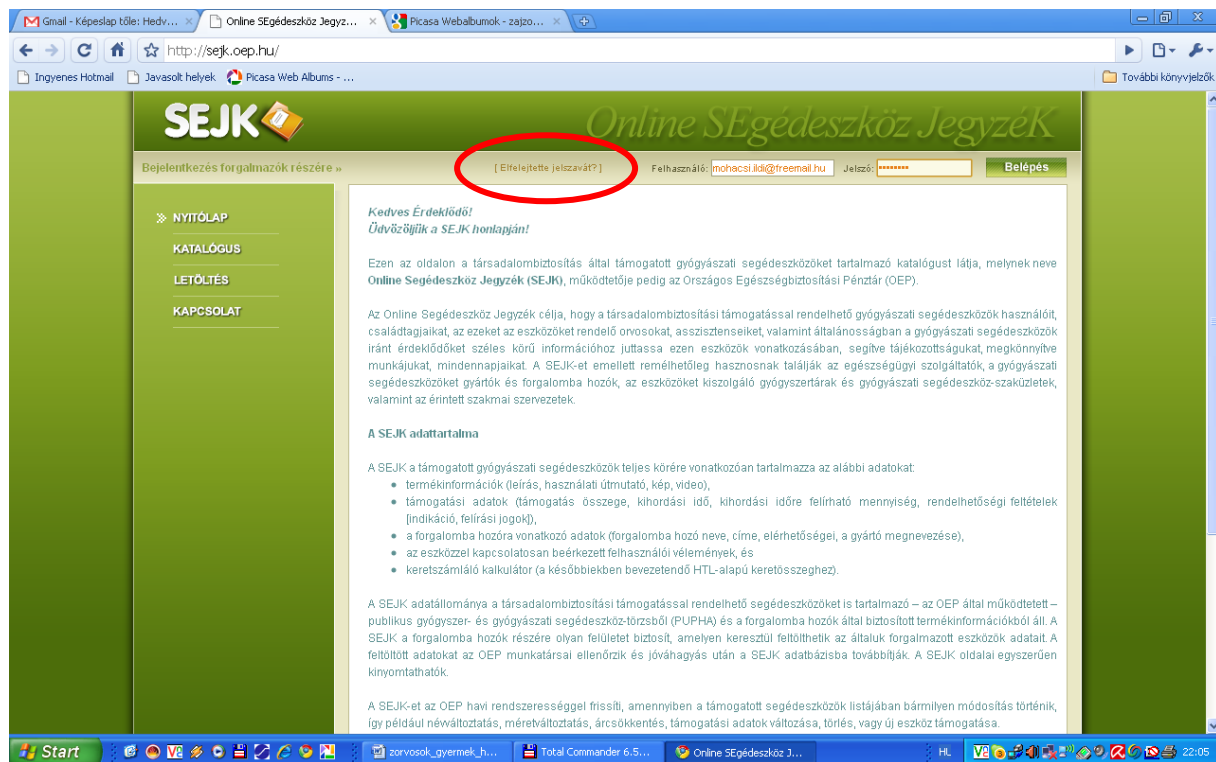 Gmail - Képeslap tőle: Hedv...
Online SEgédeszköz Jegyz...
Picasa Webalbumok - zajzo...
http://sejk.oep.hu/
Ingyenes Hotmail
Javasolt helyek
Picasa Web Albums - ...
További könyvjelzők
SEJK
Online SEgédeszköz JegyzéK
Bejelentkezés forgalmazók részére »
[ Elfelejtette jelszavát? ]
Felhasználó: mohacsi.ildi@freemail.hu
Jelszó: ********
Belépés
NYITÓLAP
KATALÓGUS
LETÖLTÉS
KAPCSOLAT
Kedves Érdeklődő!
Üdvözöljük a SEJK honlapján!
Ezen az oldalon a társadalombiztosítás által támogatott gyógyászati segédeszközöket tartalmazó katalógust látja, melynek neve
Online Segédeszköz Jegyzék (SEJK), működtetője pedig az Országos Egészségbiztosítási Pénztár (OEP).
Az Online Segédeszköz Jegyzék célja, hogy a társadalombiztosítási támogatással rendelhető gyógyászati segédeszközök használóit,
családtagjaikat, az ezeket az eszközöket rendelő orvosokat, asszisztenseiket, valamint általánosságban a gyógyászati segédeszközök
iránt érdeklődőket széles körű információhoz juttassa ezen eszközök vonatkozásában, segítve tájékozottságukat, megkönnyítve
munkájukat, mindennapjaikat. A SEJK-et emellett remélhetőleg hasznosnak találják az egészségügyi szolgáltatók, a gyógyászati
segédeszközöket gyártók és forgalomba hozók, az eszközöket kiszolgáló gyógyszertárak és gyógyászati segédeszköz-szaküzletek,
valamint az érintett szakmai szervezetek.
A SEJK adattartalma
A SEJK a támogatott gyógyászati segédeszközök teljes körére vonatkozóan tartalmazza az alábbi adatokat:
• termékinformációk (leírás, használati útmutató, kép, video),
• támogatási adatok (támogatás összege, kihordási idő, kihordási időre felírható mennyiség, rendelhetőségi feltételek
[indikáció, felírási jogok]),
• a forgalomba hozóra vonatkozó adatok (forgalomba hozó neve, címe, elérhetőségei, a gyártó megnevezése),
• az eszközzel kapcsolatosan beérkezett felhasználói vélemények, és
• keretszámláló kalkulátor (a későbbiekben bevezetendő HTL-alapú keretösszeghez).
A SEJK adatállománya a társadalombiztosítási támogatással rendelhető segédeszközöket is tartalmazó – az OEP által működtetett –
publikus gyógyszer- és gyógyászati segédeszköz-törzsből (PUPHA) és a forgalomba hozók által biztosított termékinformációkból áll. A
SEJK a forgalomba hozók részére olyan felületet biztosít, amelyen keresztül feltölthetik az általuk forgalmazott eszközök adatait. A
feltöltött adatokat az OEP munkatársai ellenőrzik és jóváhagyás után a SEJK adatbázisba továbbítják. A SEJK oldalai egyszerűen
kinyomtathatók.
A SEJK-et az OEP havi rendszerességgel frissíti, amennyiben a támogatott segédeszközök listájában bármilyen módosítás történik,
így például névváltoztatás, méretváltoztatás, árcsökkentés, támogatási adatok változása, törlés, vagy új eszköz támogatása.
Start
zorvosok_gyermek_h...
Total Commander 6.5...
Online SEgédeszköz J...
HL
22:05